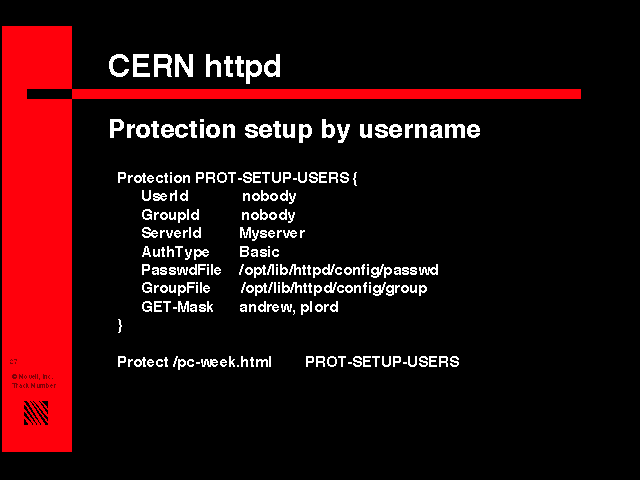 CERN httpd
Protection setup by username
Protection PROT-SETUP-USERS {
UserId nobody
GroupId nobody
ServerId Myserver
AuthType Basic
PasswdFile /opt/lib/httpd/config/passwd
GroupFile /opt/lib/httpd/config/group
GET-Mask andrew, plord
}
Protect /pc-week.html PROT-SETUP-USERS
© Novell, Inc.
Track Number